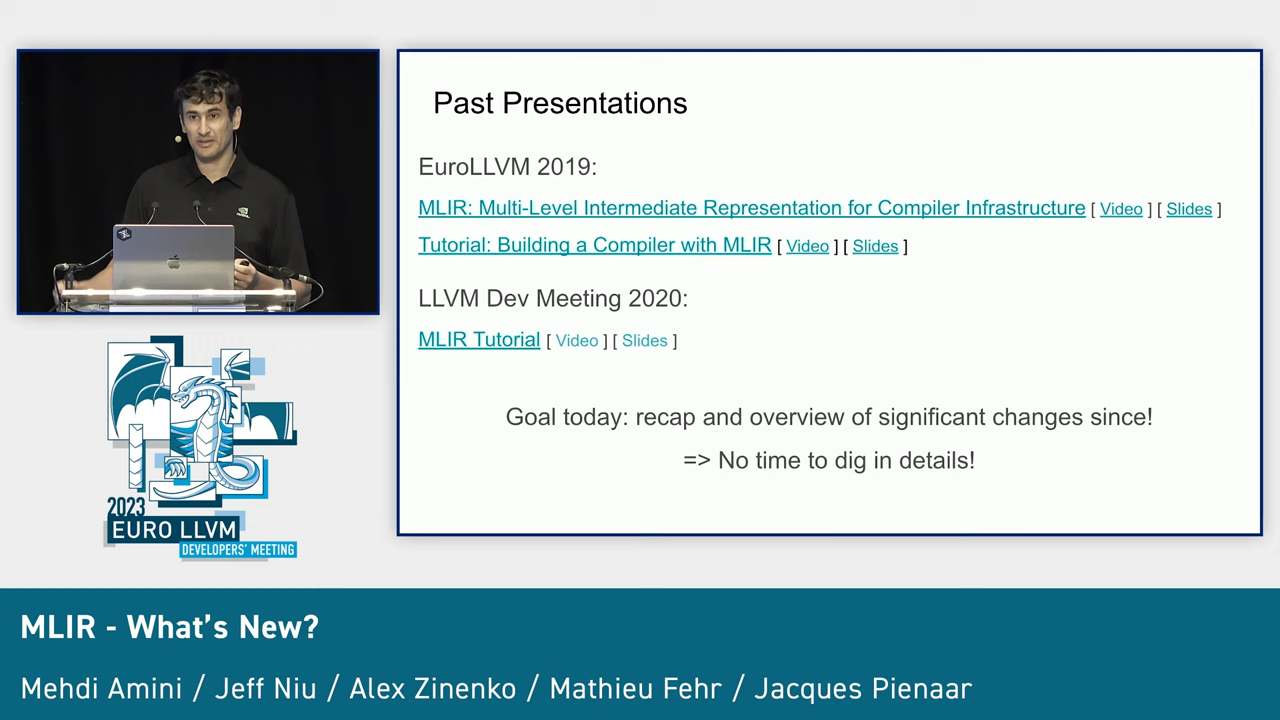 Past Presentations
EuroLLVM 2019:
MLIR: Multi-Level Intermediate Representation for Compiler Infrastructure [ Video ] [ Slides ]
Tutorial: Building a Compiler with MLIR [ Video ] [ Slides ]
LLVM Dev Meeting 2020:
MLIR Tutorial [ Video ] [ Slides ]
Goal today: recap and overview of significant changes since!
=> No time to dig in details!
2023
EURO LLVM
DEVELOPERS' MEETING
MLIR - What's New?
Mehdi Amini / Jeff Niu / Alex Zinenko / Mathieu Fehr / Jacques Pienaar